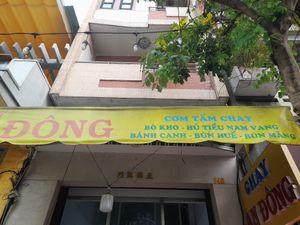 ĐÔNG
CƠM TẤM CHAY
BÒ KHO - HỦ TIẾU NAM VANG
BÁNH CANH - BÚN HUẾ - BÚN MĂNG
CHAY
ĐÔNG